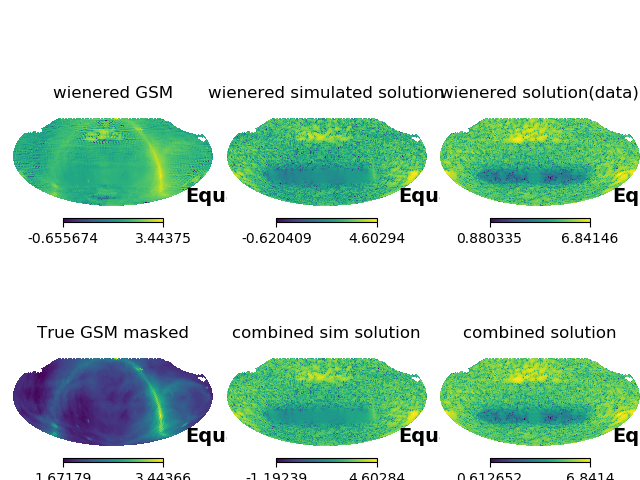 wienered GSM
wienered simulated solution
wienered solution(data)
Equ
Equ
Eq
-0.655674
3.44375
-0.620409
4.60294
0.880335
6.84146
True GSM masked
combined sim solution
combined solution
Equ
Equ
Eq
1.67179
3.44366
-1.19239
4.60284
0.612652
6.8414